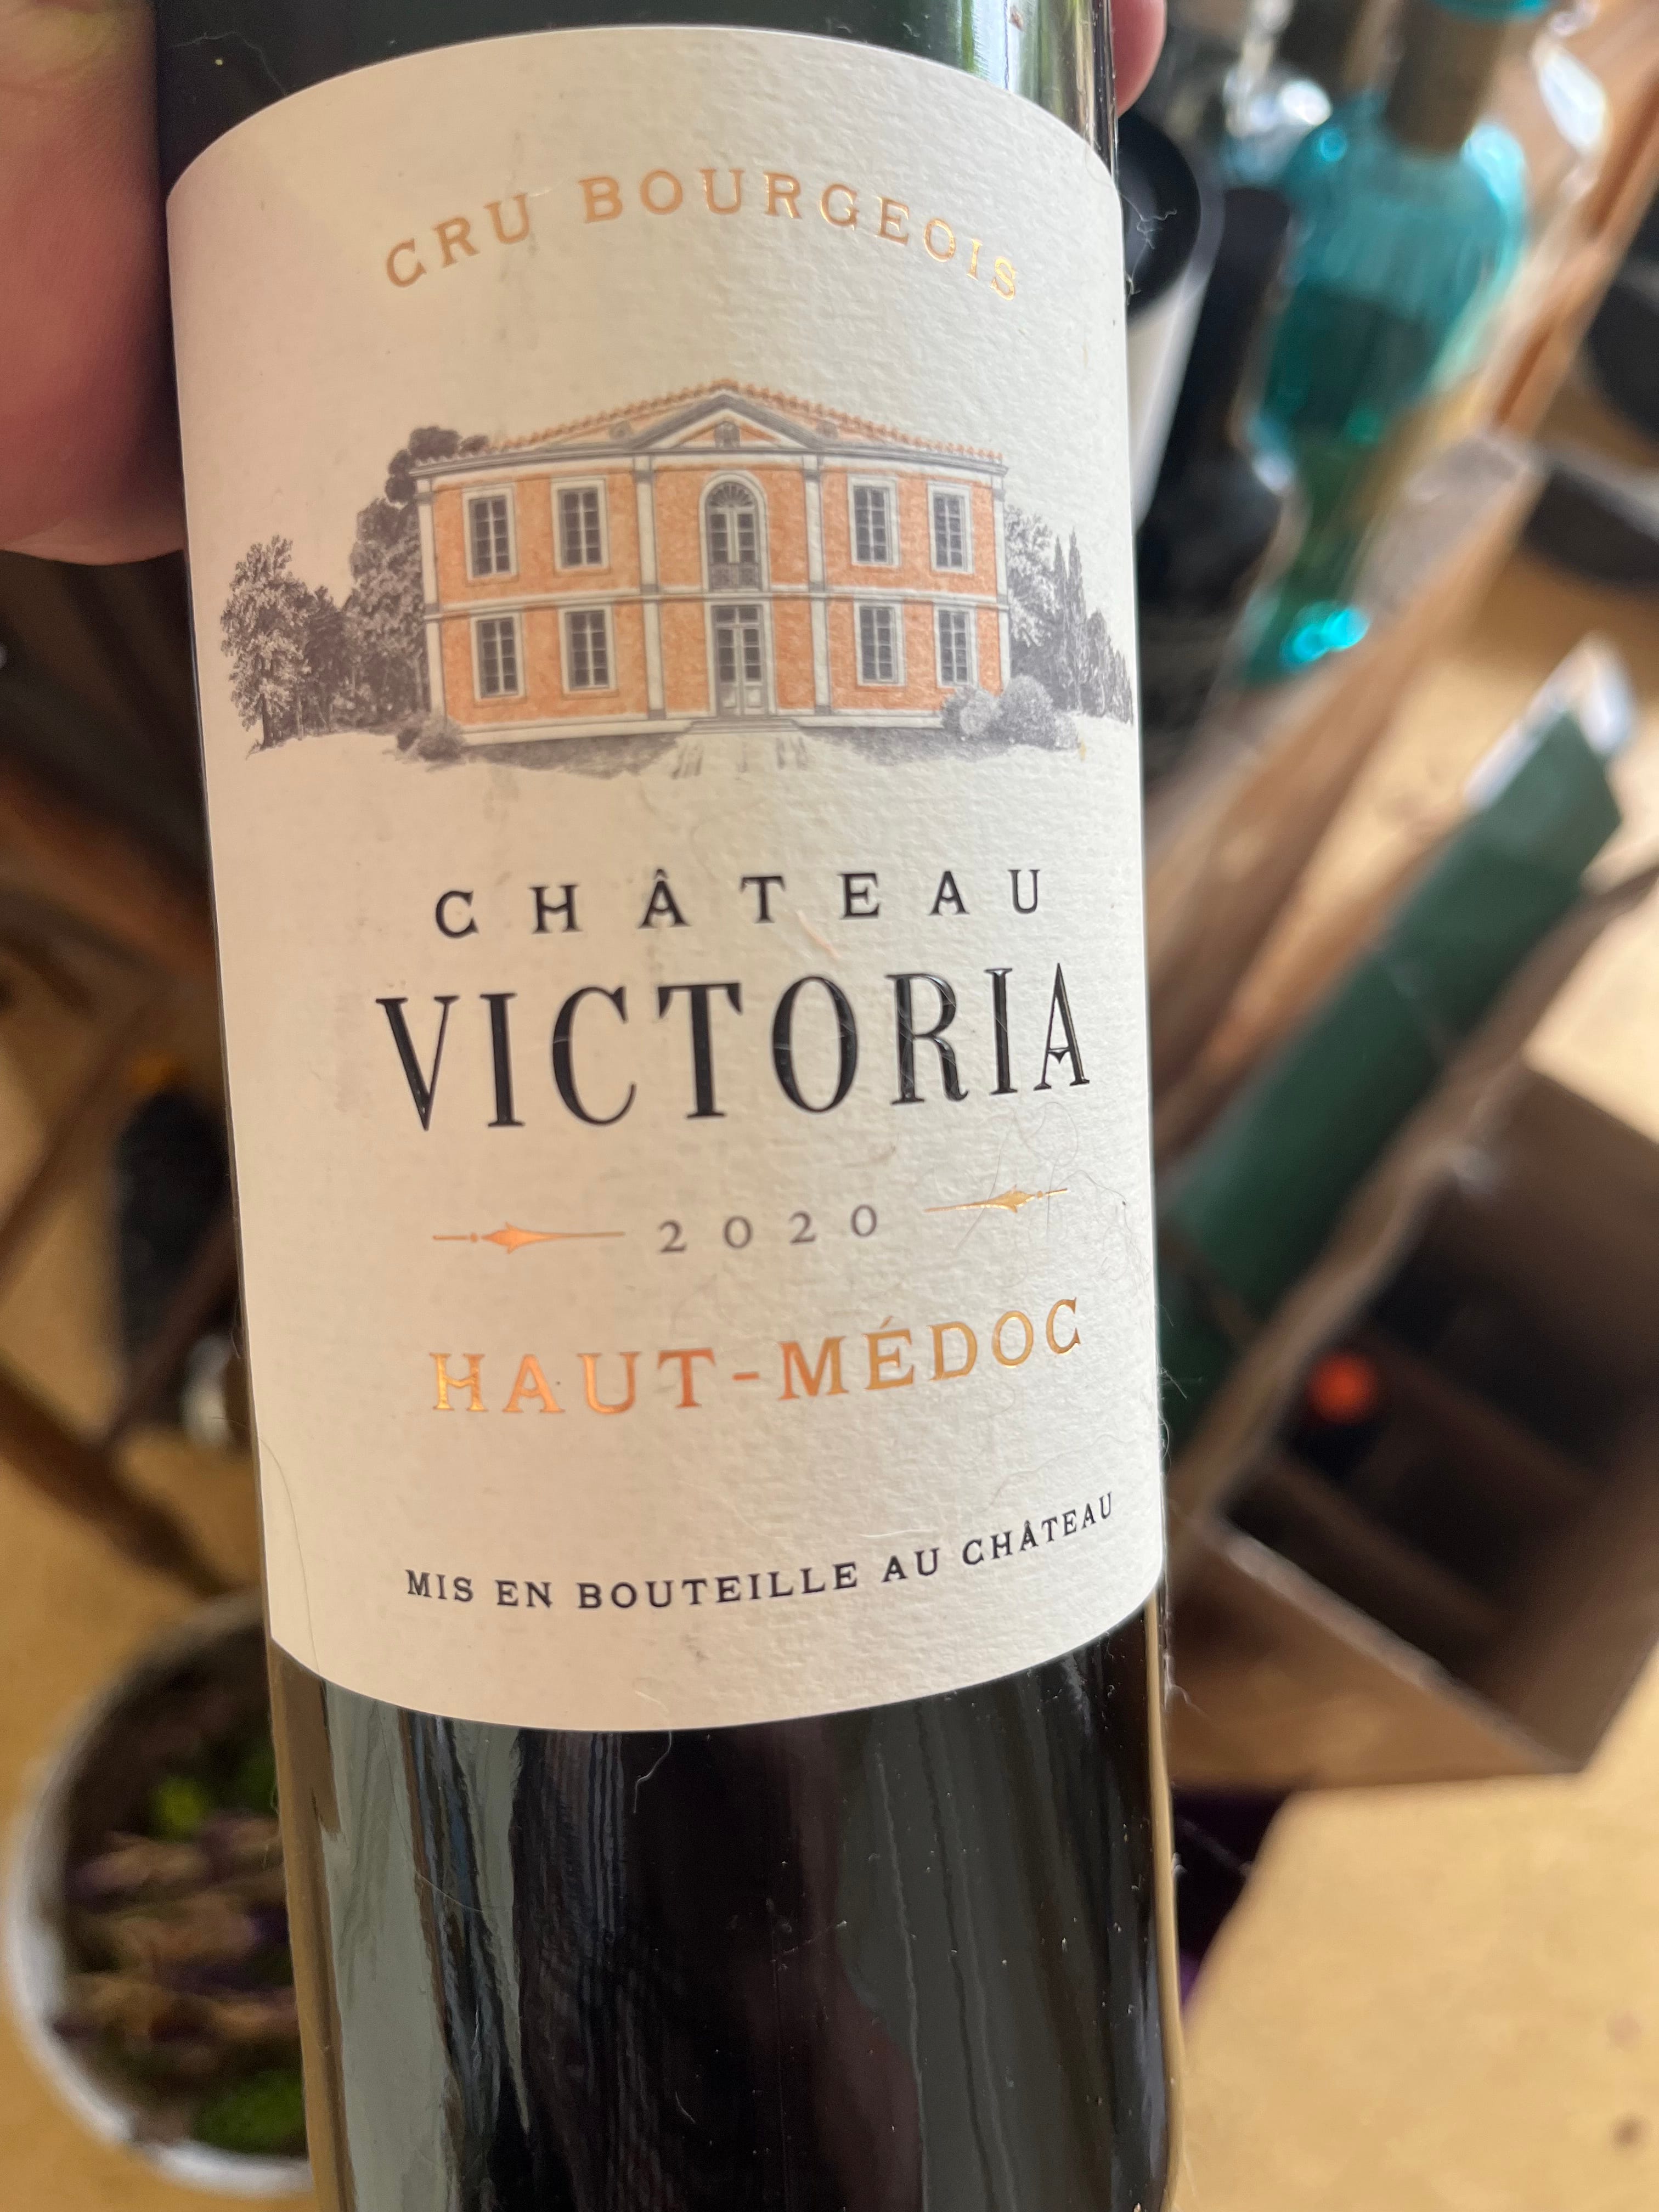 CRU BOURGEOIS
CHÂTEAU
VICTORIA
2020
HAUT-MÉDOC
MIS EN BOUTEILLE AU CHÂTEAU